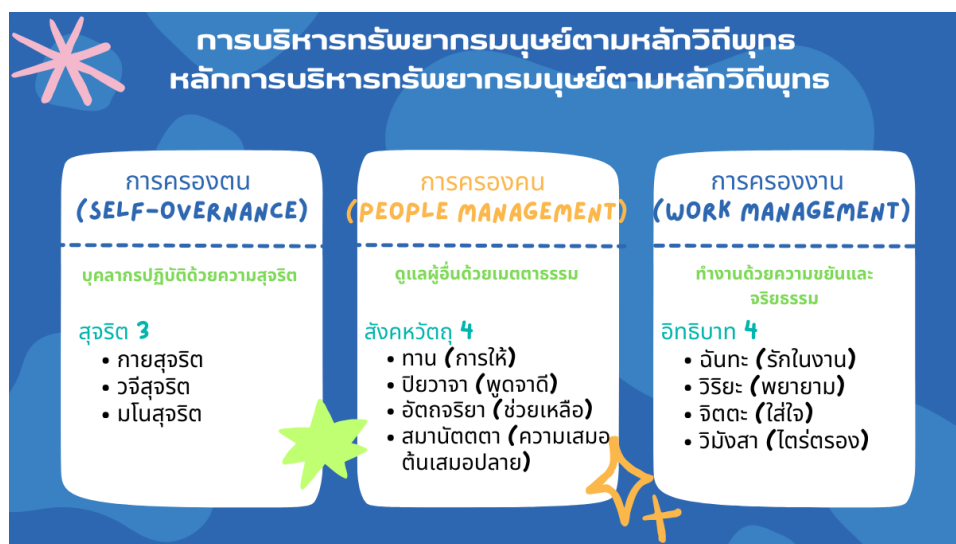 การบริหารทรัพยากรมนุษย์ตามหลักวิถีพุทธ
หลักการบริหารทรัพยากรมนุษย์ตามหลักวิถีพุทธ
การครองตน
(SELF-OVERNANCE)
บุคลากรปฏิบัติด้วยความสุจริต
สุจริต 3
• กายสุจริต
• วจีสุจริต
• มโนสุจริต
การครองคน
(PEOPLE MANAGEMENT)
ดูแลผู้อื่นด้วยเมตตาธรรม
สังคหวัตถุ 4
• ทาน (การให้)
• ปิยวาจา (พูดจาดี)
• อัตถจริยา (ช่วยเหลือ)
• สมานัตตตา (ความเสมอ
ต้นเสมอปลาย)
การครองงาน
(WORK MANAGEMENT)
ทำงานด้วยความขยันและ
จริยธรรม
อิทธิบาท 4
• ฉันทะ (รักในงาน)
• วิริยะ (พยายาม)
• จิตตะ (ใส่ใจ)
• วิมังสา (ไตร่ตรอง)